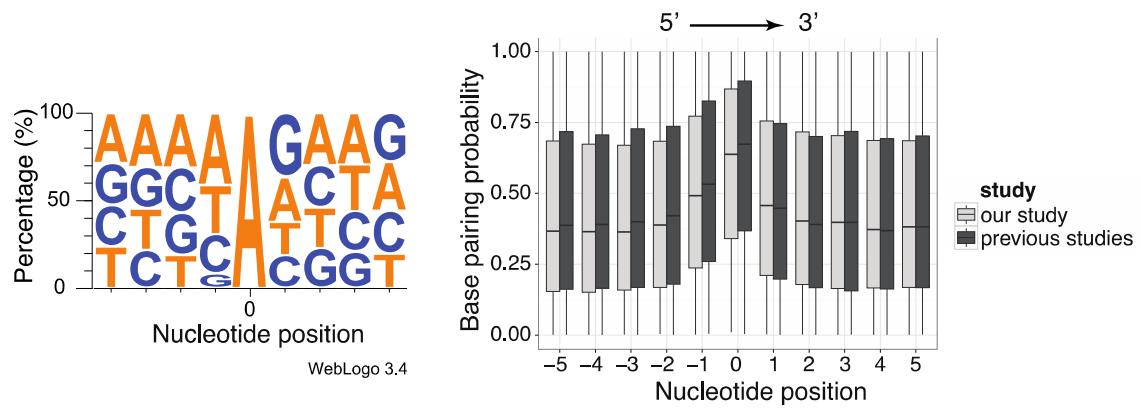 Percentage (%)
100
50
0
A A A A A G A A G
G G C T A A C T A
C T G C T T C C
T C T G C G G T
0
Nucleotide position
WebLogo 3.4
5’ 3’
Base pairing probability
1.00
0.75
0.50
0.25
0.00
−5 −4 −3 −2 −1 0 1 2 3 4 5
Nucleotide position
study
our study
previous studies